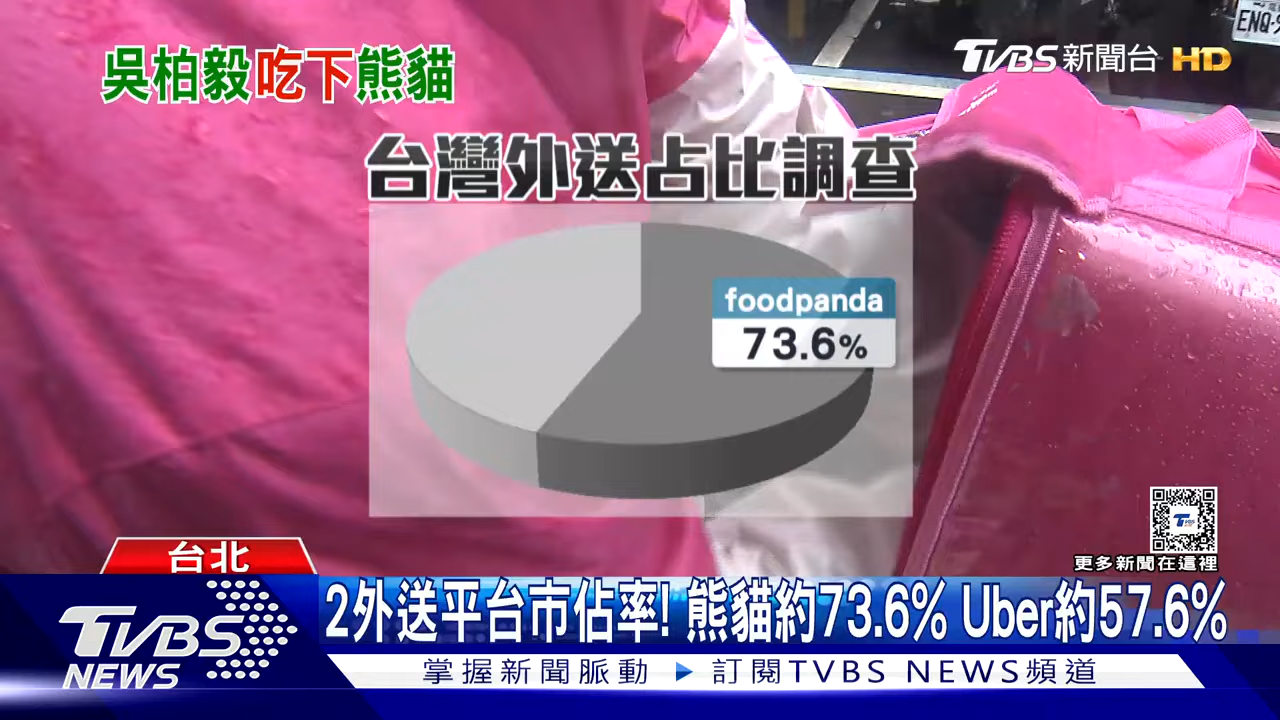 吳柏毅吃下熊貓
TVBS新聞台 HD
ENQ-
台灣外送占比調查
foodpanda
73.6%
更多新聞在這裡
台北
2外送平台市佔率! 熊貓約73.6% Uber約57.6%
TVBS
NEWS
掌握新聞脈動 ▶ 訂閱TVBS NEWS頻道